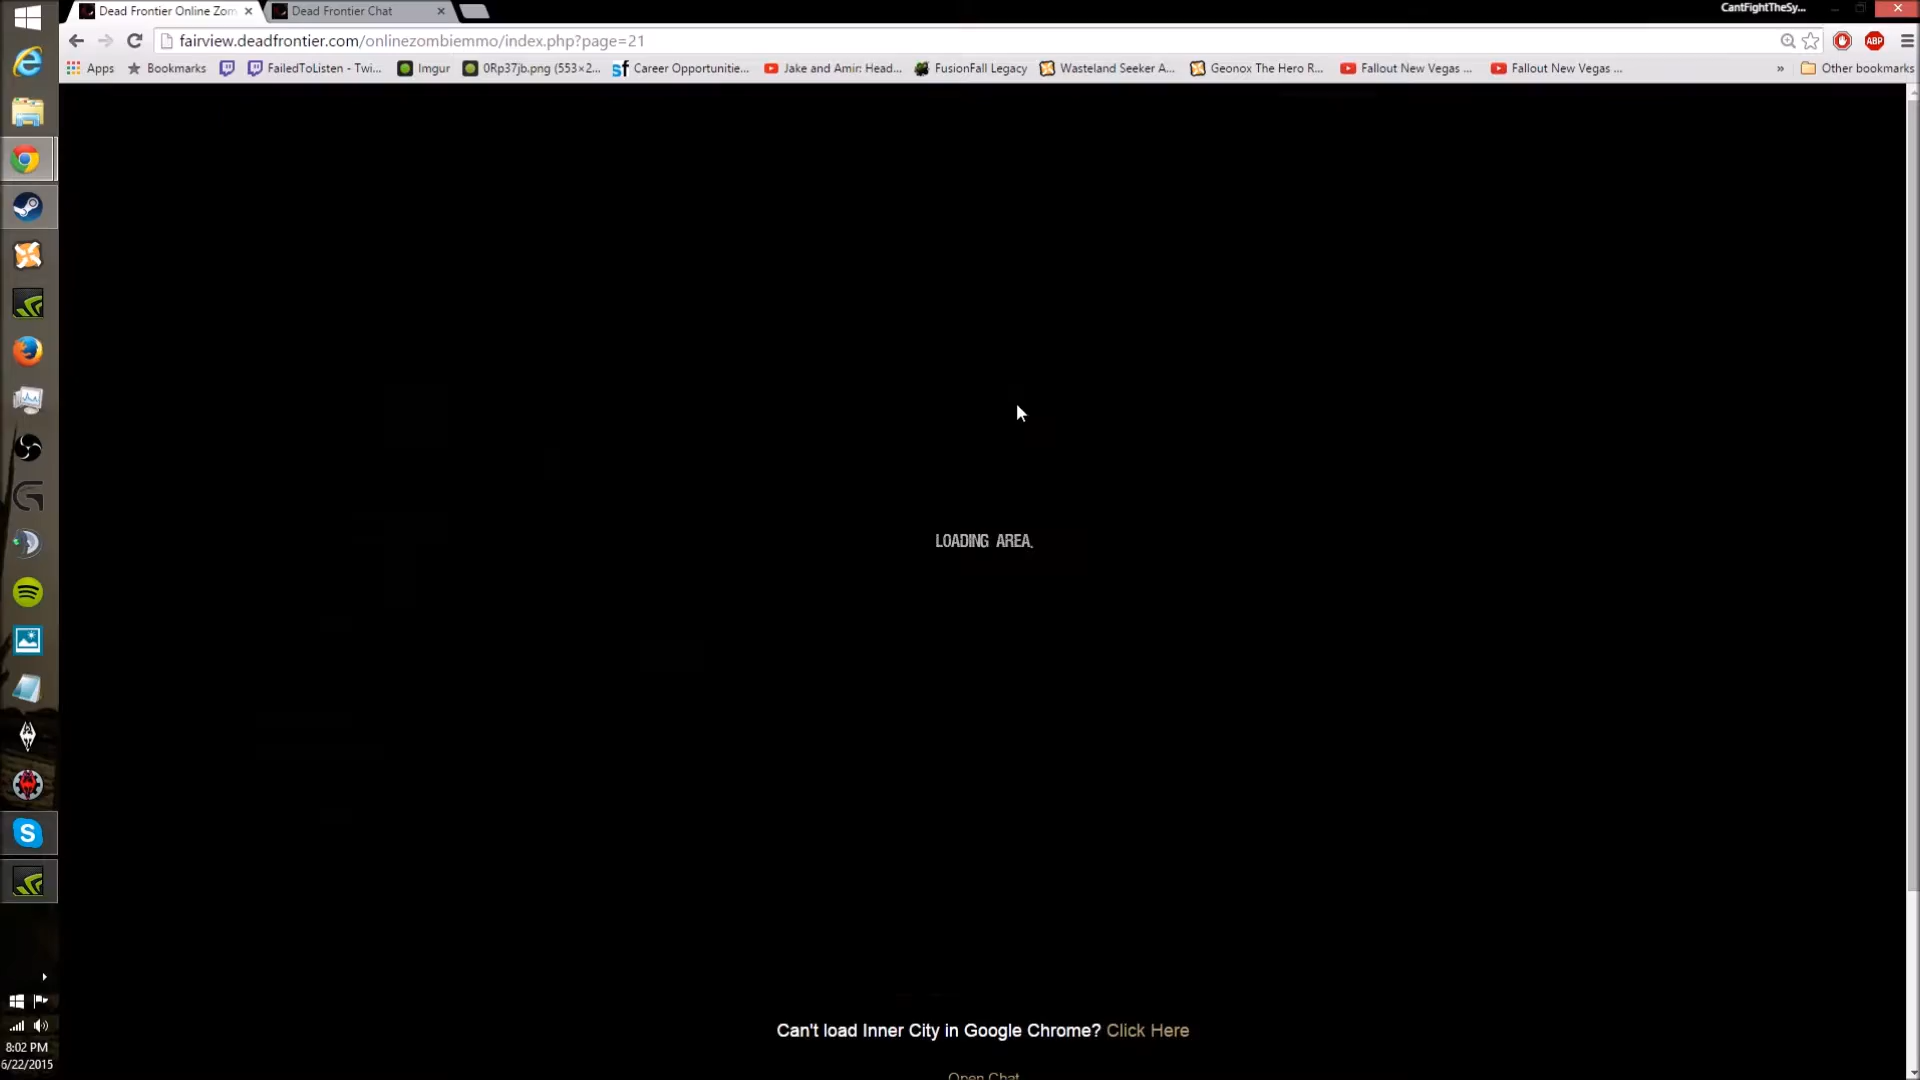 Dead Frontier Online Zom
Dead Frontier Chat
CantFightTheSy...
fairview.deadfrontier.com/onlinezombiemmo/index.php?page=21
ABP
Apps
Bookmarks
FailedToListen - Twi...
Imgur
0Rp37jb.png (553×2...
Career Opportunitie...
Jake and Amir: Head...
FusionFall Legacy
Wasteland Seeker A...
Geonox The Hero R...
Fallout New Vegas ...
Fallout New Vegas ...
»
Other bookmarks
LOADING AREA.
Can't load Inner City in Google Chrome? Click Here
Open Chat
8:02 PM
6/22/2015